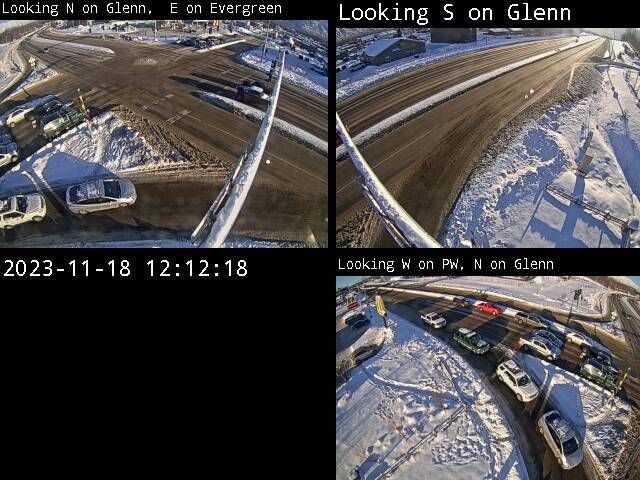 Looking N on Glenn,  E on Evergreen
Looking S on Glenn
2023-11-18 12:12:18
Looking W on PW, N on Glenn